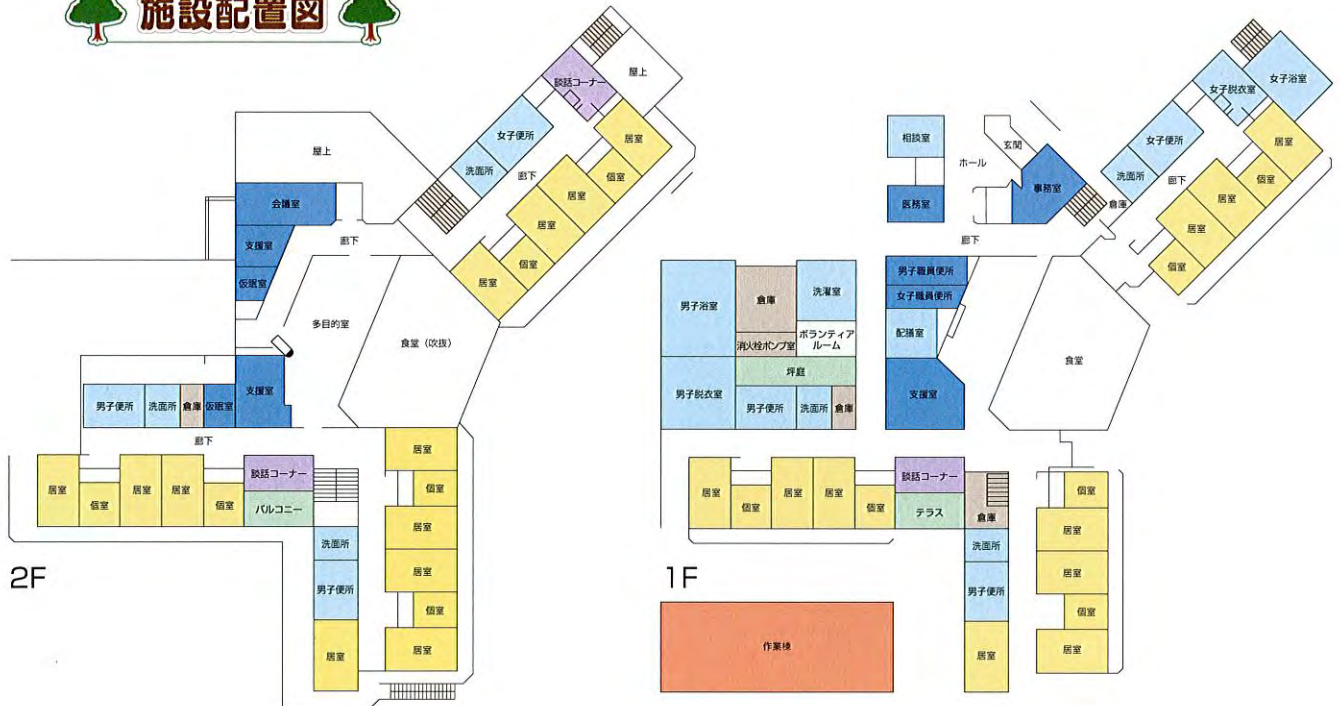 施設配置図
談話コーナー
屋上
女子便所
居室
洗面所
個室
廊下
居室
居室
個室
居室
屋上
会議室
支援室
仮眠室
廊下
多目的室
食堂（吹抜）
支援室
男子便所
洗面所
倉庫
仮眠室
廊下
居室
個室
居室
居室
個室
談話コーナー
バルコニー
居室
個室
居室
居室
個室
居室
洗面所
男子便所
居室
2F
女子浴室
女子脱衣室
女子便所
洗面所
倉庫
居室
個室
廊下
居室
居室
個室
相談室
玄関
ホール
事務室
医務室
廊下
男子浴室
倉庫
洗濯室
消火栓ポンプ室
ボランティア
ルーム
坪庭
男子脱衣室
男子便所
洗面所
倉庫
男子職員便所
女子職員便所
配膳室
支援室
食堂
居室
個室
居室
居室
個室
談話コーナー
テラス
倉庫
洗面所
男子便所
居室
個室
居室
居室
個室
居室
1F
作業棟